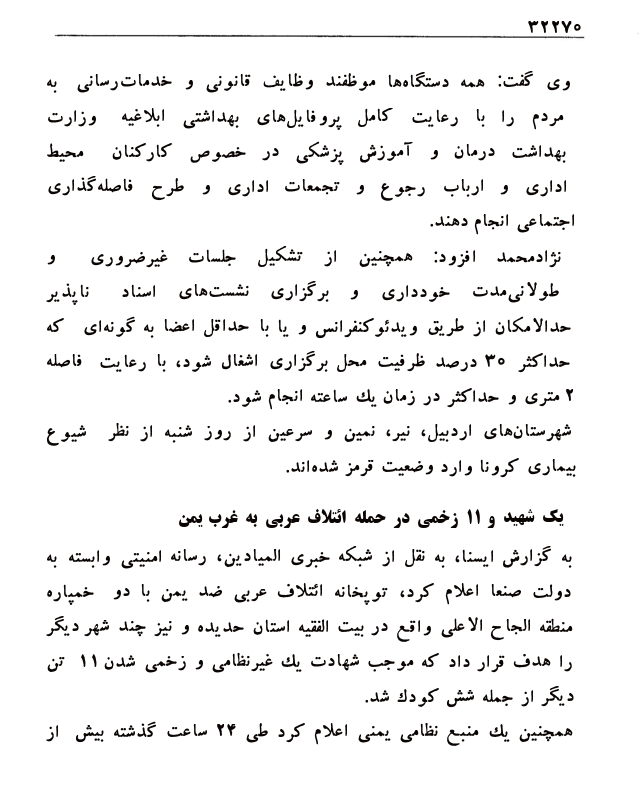 ۳۲۲۷۰
وی گفت: همه دستگاه‌ها موظفند وظایف قانونی و خدمات‌رسانی به
مردم را با رعایت کامل پروفایل‌های بهداشتی ابلاغیه وزارت
بهداشت درمان و آموزش پزشکی در خصوص کارکنان محیط
اداری و ارباب رجوع و تجمعات اداری و طرح فاصله‌گذاری
اجتماعی انجام دهند.
نژادمحمد افزود: همچنین از تشکیل جلسات غیرضروری و
طولانی‌مدت خودداری و برگزاری نشست‌های اسناد ناپذیر
حدالامکان از طریق ویدئوکنفرانس و یا با حداقل اعضا به گونه‌ای که
حداکثر ۳۰ درصد ظرفیت محل برگزاری اشغال شود، با رعایت فاصله
۲ متری و حداکثر در زمان یك ساعته انجام شود.
شهرستان‌های اردبیل، نیر، نمین و سرعین از روز شنبه از نظر شیوع
بیماری کرونا وارد وضعیت قرمز شده‌اند.
یک شهید و ۱۱ زخمی در حمله ائتلاف عربی به غرب یمن
به گزارش ایسنا، به نقل از شبکه خبری المیادین، رسانه امنیتی وابسته به
دولت صنعا اعلام کرد، توپخانه ائتلاف عربی ضد یمن با دو خمپاره
منطقه الجاح الاعلی واقع در بیت الفقیه استان حدیده و نیز چند شهر دیگر
را هدف قرار داد که موجب شهادت یك غیرنظامی و زخمی شدن ۱۱ تن
دیگر از جمله شش کودك شد.
همچنین یك منبع نظامی یمنی اعلام کرد طی ۲۴ ساعت گذشته بیش از